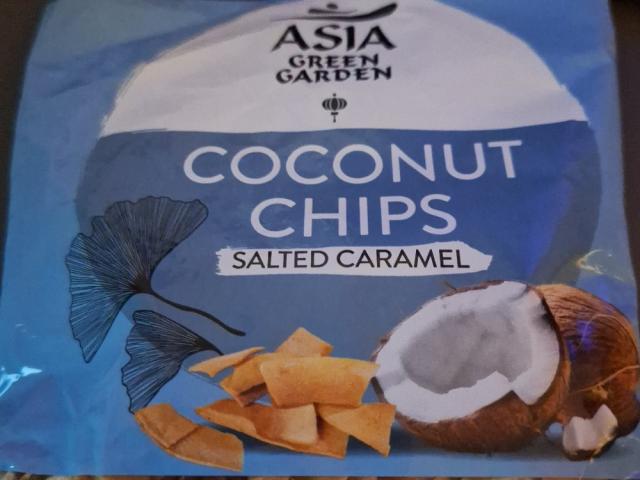 ASIA
GREEN
GARDEN
COCONUT
CHIPS
SALTED CARAMEL